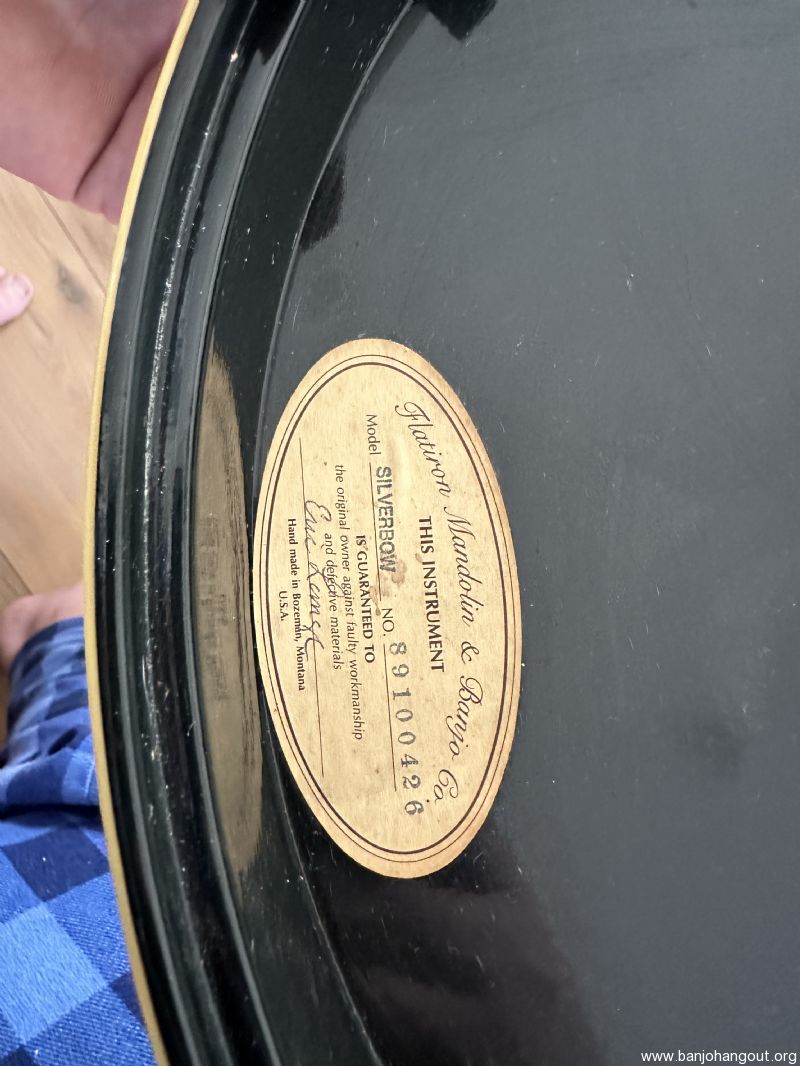 Flatiron Mandolin & Banjo Co
THIS INSTRUMENT
Model SILVERBOW NO. 89100426
IS GUARANTEED TO
the original owner against faulty workmanship
and defective materials
Hand made in Bozeman, Montana
U.S.A.
www.banjohangout.org